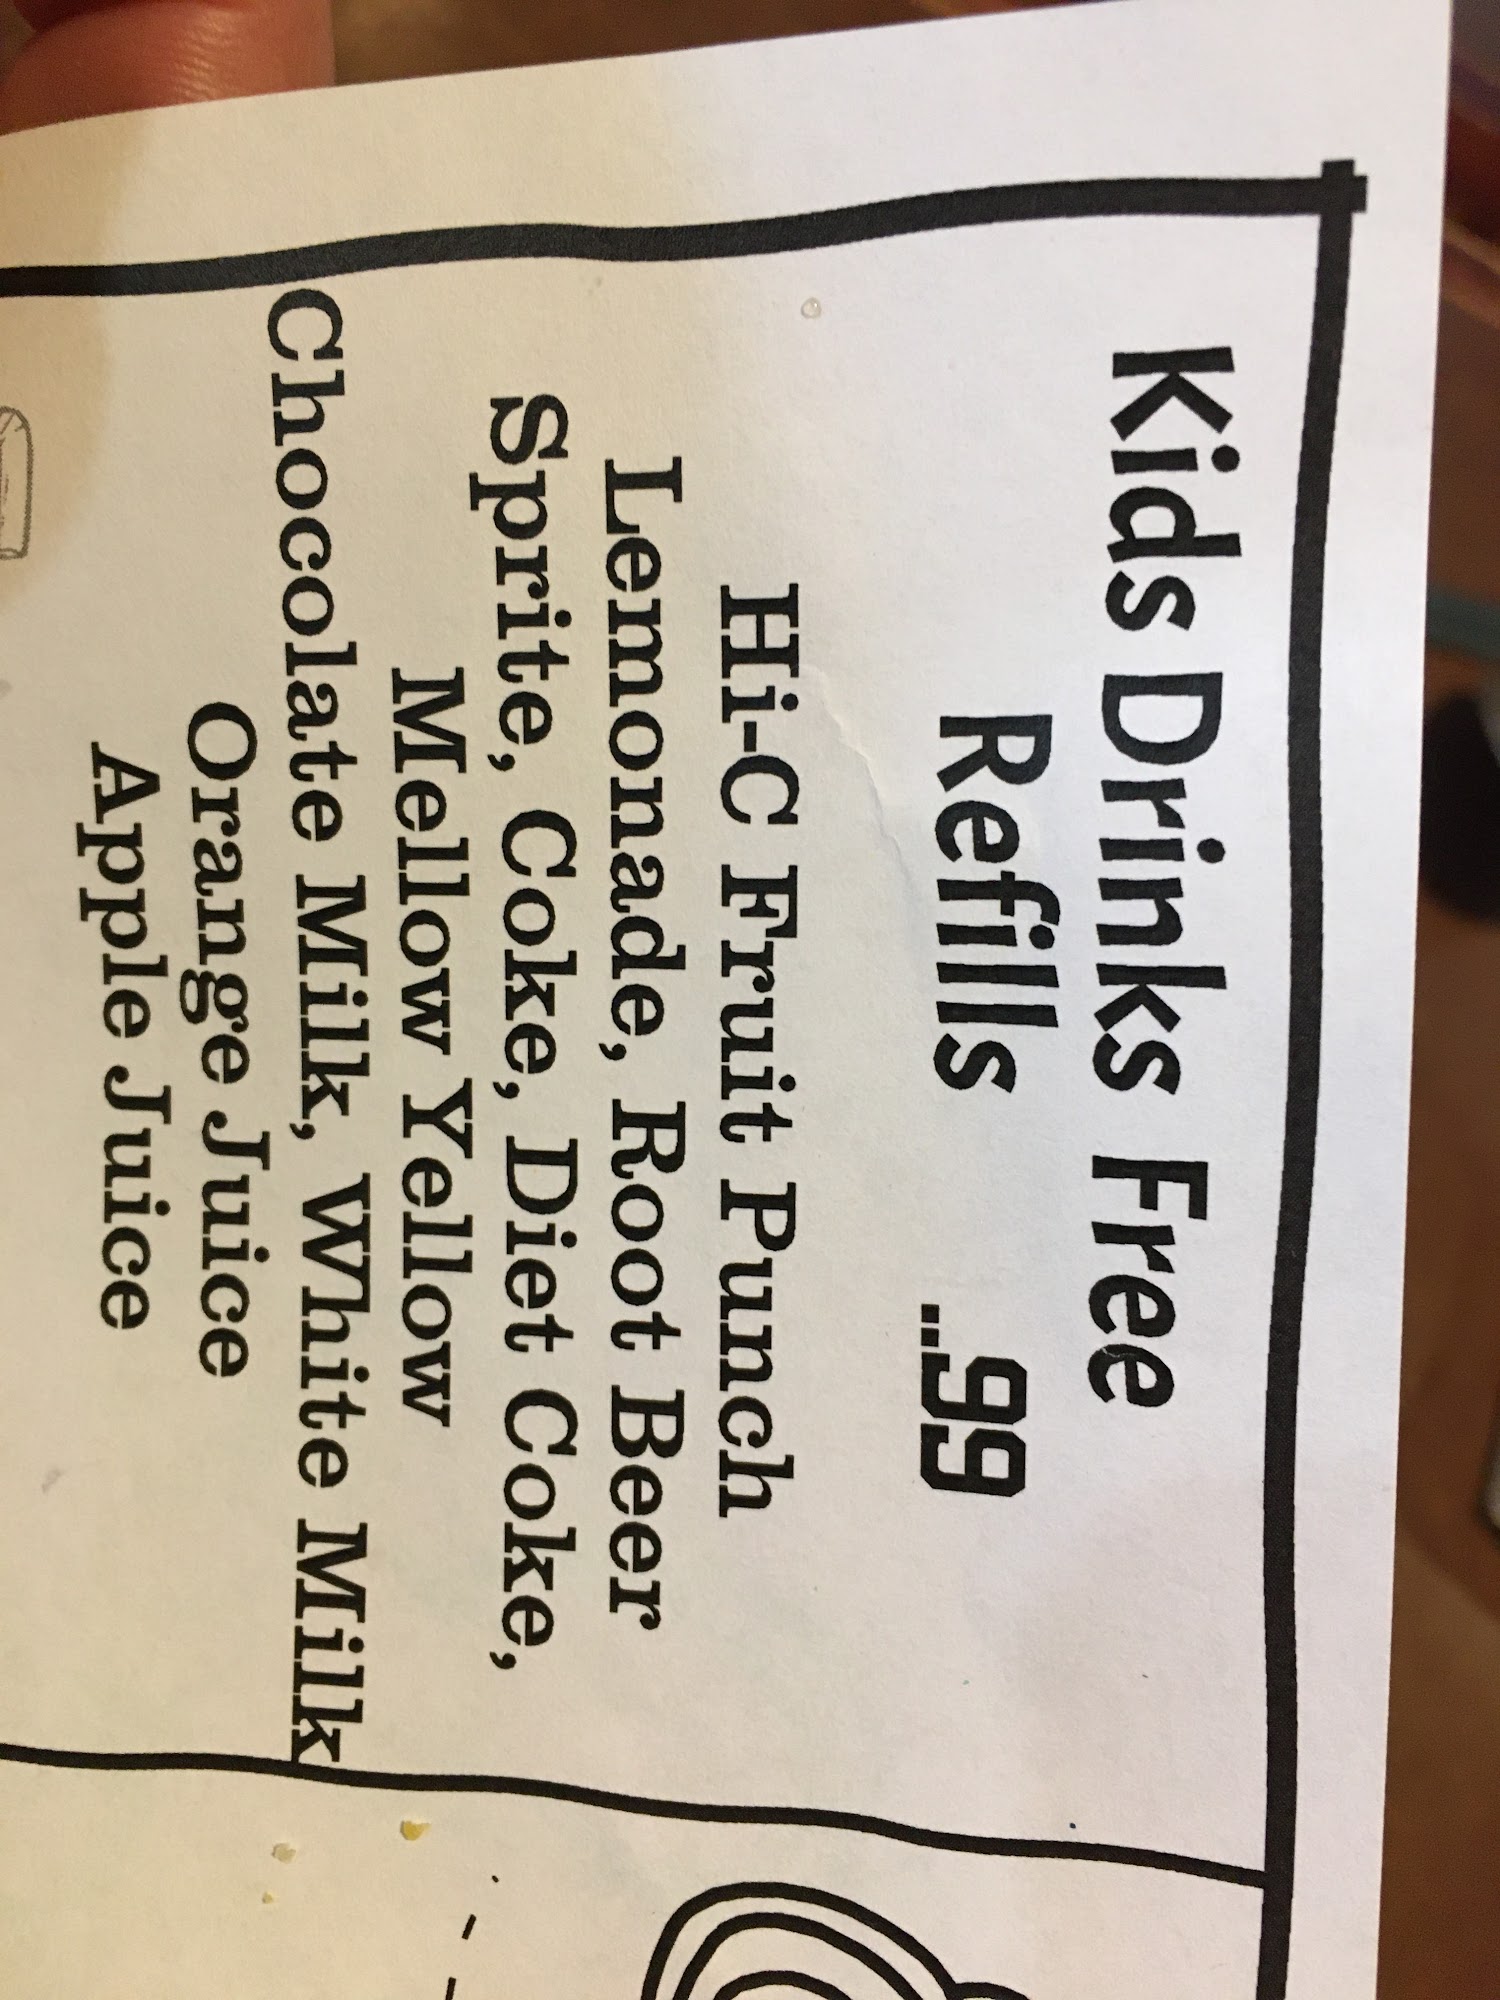 Kids Drinks Free
Refills ...99
Hi-C Fruit Punch
Lemonade, Root Beer
Sprite, Coke, Diet Coke,
Mellow Yellow
Chocolate Milk, White Milk
Orange Juice
Apple Juice